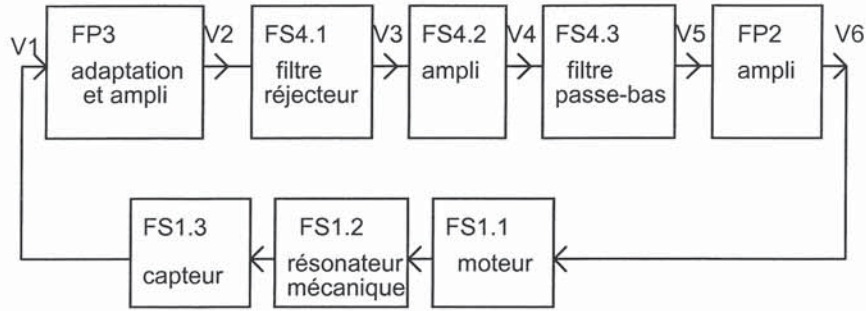 V1
FP3
adaptation
et ampli
V2
FS4.1
filtre
réjecteur
V3
FS4.2
ampli
V4
FS4.3
filtre
passe-bas
V5
FP2
ampli
V6
FS1.3
capteur
FS1.2
résonateur
mécanique
FS1.1
moteur